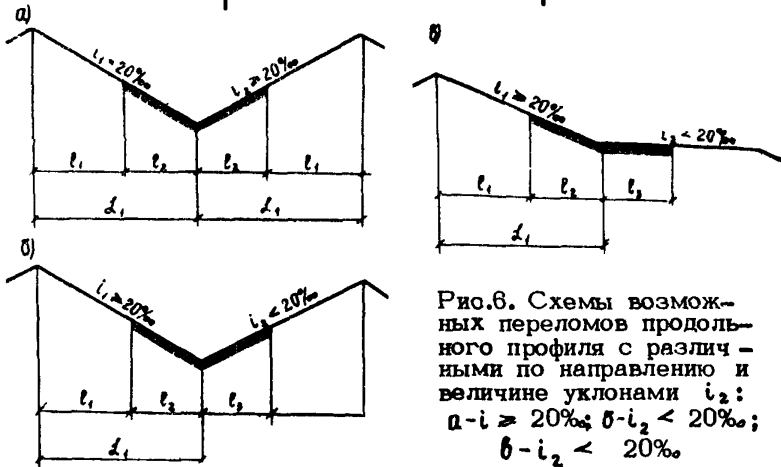 а)
i₁ = 20‰
i₂ ≥ 20‰
l₁ l₂ l₂ l₁
L₁ L₁
в)
i₁ ≥ 20‰
i₂ < 20‰
l₁ l₂ l₃
L₁
б)
i₁ ≥ 20‰
i₂ < 20‰
l₁ l₃ l₃
L₁
Рис.6. Схемы возмож-
ных переломов продоль-
ного профиля с различ-
ными по направлению и
величине уклонами i₂:
а-i ≥ 20‰; б-i₂ < 20‰;
в-i₂ < 20‰